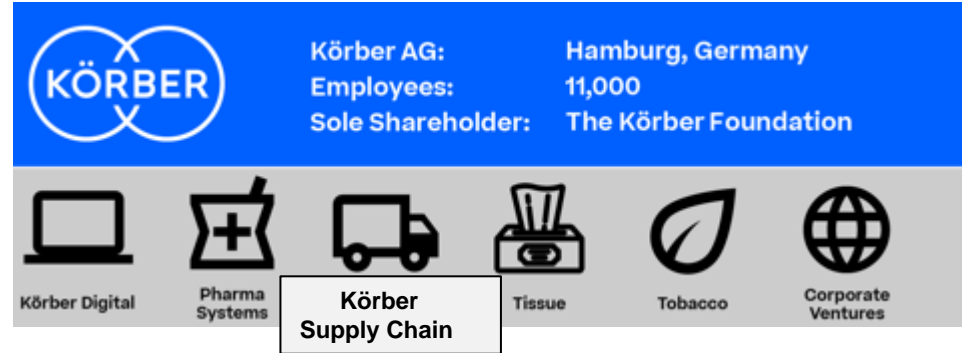 KÖRBER
Körber AG: Hamburg, Germany
Employees: 11,000
Sole Shareholder: The Körber Foundation
Körber Digital
Pharma
Systems
Körber
Supply Chain
Tissue
Tobacco
Corporate
Ventures